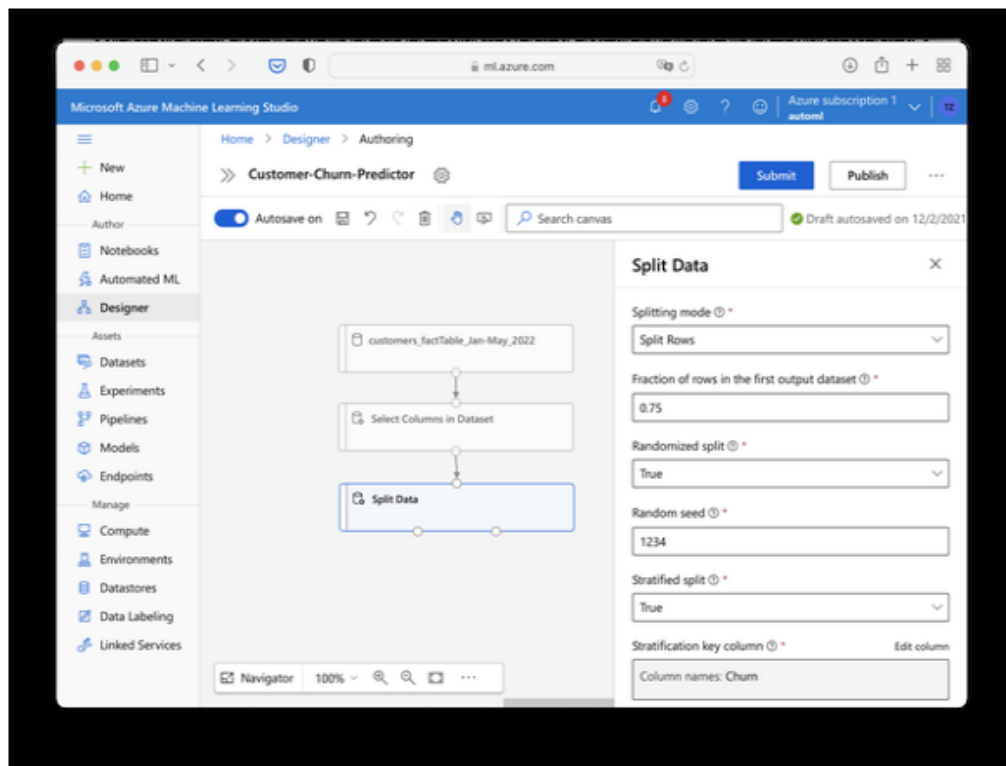 ml.azure.com
Microsoft Azure Machine Learning Studio
8
?
Azure subscription 1
automl
TZ
New
Home
Author
Notebooks
Automated ML
Designer
Assets
Datasets
Experiments
Pipelines
Models
Endpoints
Manage
Compute
Environments
Datastores
Data Labeling
Linked Services
Home > Designer > Authoring
Customer-Churn-Predictor
Submit
Publish
Autosave on
Search canvas
Draft autosaved on 12/2/2021
customers_factTable_Jan-May_2022
Select Columns in Dataset
Split Data
Navigator
100%
Split Data
Splitting mode *
Split Rows
Fraction of rows in the first output dataset *
0.75
Randomized split *
True
Random seed *
1234
Stratified split *
True
Stratification key column *
Edit column
Column names: Churn